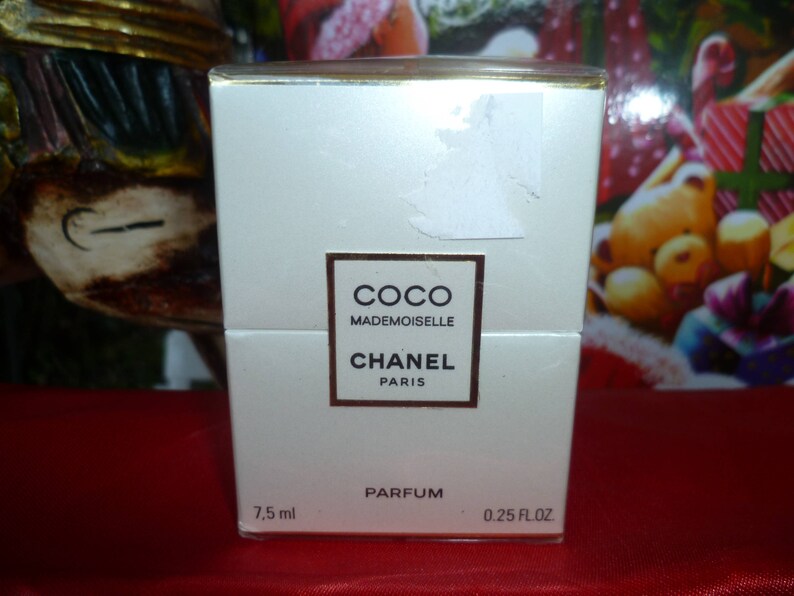 COCO
MADEMOISELLE
CHANEL
PARIS
PARFUM
7,5 ml 0.25 FL.OZ.